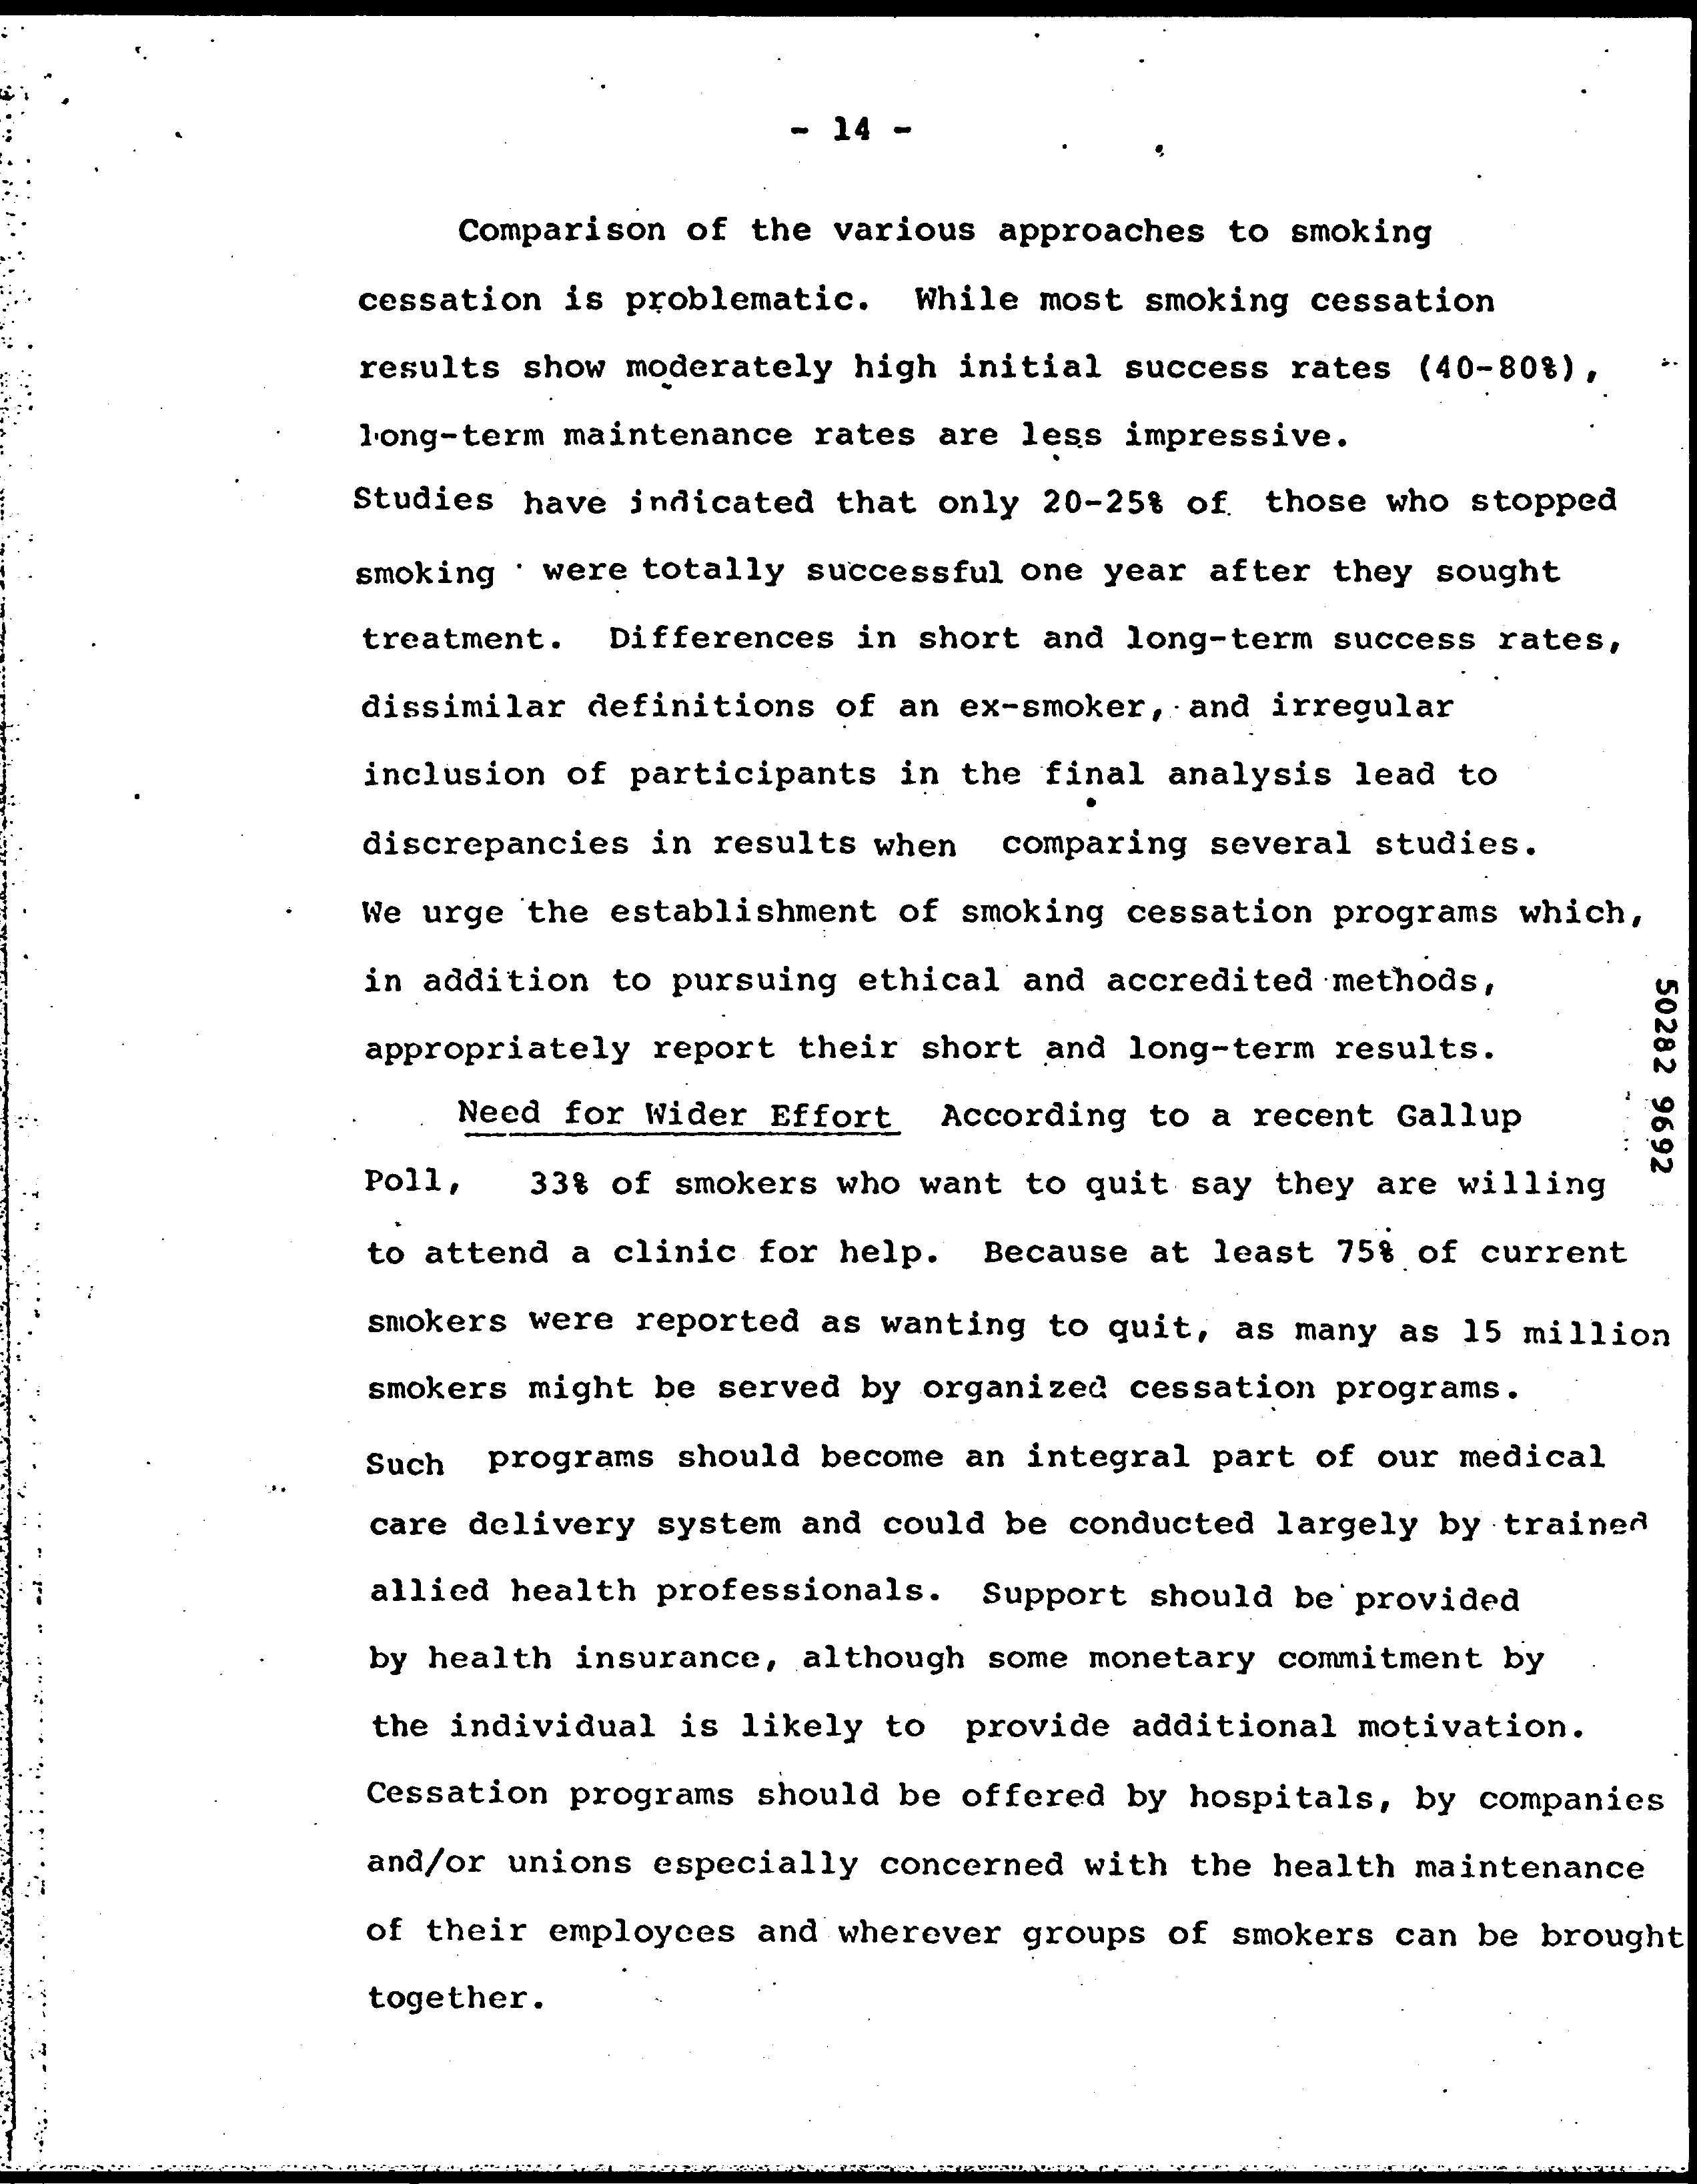 - 14 -
Comparison of the various approaches to smoking
cessation is problematic. While most smoking cessation
results show moderately high initial success rates (40-80%),
long-term maintenance rates are less impressive.
Studies have indicated that only 20-25% of those who stopped
smoking were totally successful one year after they sought
treatment. Differences in short and long-term success rates,
dissimilar definitions of an ex-smoker, and irregular
inclusion of participants in the final analysis lead to
discrepancies in results when comparing several studies.
We urge the establishment of smoking cessation programs which,
in addition to pursuing ethical and accredited methods,
appropriately report their short and long-term results.
Need for Wider Effort According to a recent Gallup
Poll, 33% of smokers who want to quit say they are willing
to attend a clinic for help. Because at least 75% of current
smokers were reported as wanting to quit, as many as 15 million
smokers might be served by organized cessation programs.
Such programs should become an integral part of our medical
care delivery system and could be conducted largely by trained
allied health professionals. Support should be provided
by health insurance, although some monetary commitment by
the individual is likely to provide additional motivation.
Cessation programs should be offered by hospitals, by companies
and/or unions especially concerned with the health maintenance
of their employees and wherever groups of smokers can be brought
together.
50282 9692